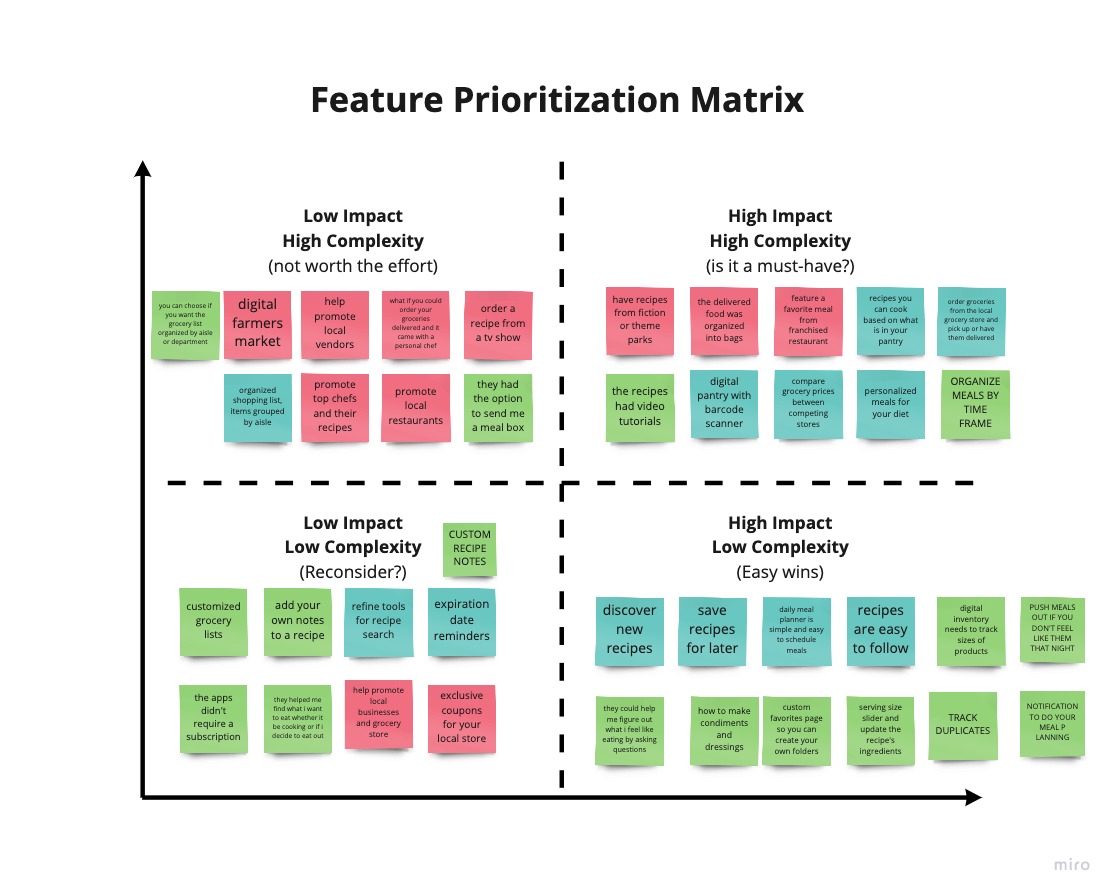 Feature Prioritization Matrix
Low Impact
High Complexity
(not worth the effort)
you can choose if
you want the
grocery list
organized by aisle
or department
digital
farmers
market
help
promote
local
vendors
what if you could
order your
groceries
delivered and it
came with a
personal chef
order a
recipe from
a tv show
organized
shopping list,
items grouped
by aisle
promote
top chefs
and their
recipes
promote
local
restaurants
they had
the option
to send me
a meal box
High Impact
High Complexity
(is it a must-have?)
have recipes
from fiction
or theme
parks
the delivered
food was
organized
into bags
feature a
favorite meal
from
franchised
restaurant
recipes you
can cook
based on what
is in your
pantry
order groceries
from the local
grocery store and
pick up or have
them delivered
the recipes
had video
tutorials
digital
pantry with
barcode
scanner
compare
grocery prices
between
competing
stores
personalized
meals for
your diet
ORGANIZE
MEALS BY
TIME
FRAME
Low Impact
Low Complexity
(Reconsider?)
CUSTOM
RECIPE
NOTES
customized
grocery
lists
add your
own notes
to a recipe
refine tools
for recipe
search
expiration
date
reminders
the apps
didn't
require a
subscription
they helped me
find what i want
to eat whether it
be cooking or if i
decide to eat out
help promote
local
businesses
and grocery
store
exclusive
coupons
for your
local store
High Impact
Low Complexity
(Easy wins)
discover
new
recipes
save
recipes
for later
daily meal
planner is
simple and easy
to schedule
meals
recipes
are easy
to follow
digital
inventory
needs to track
sizes of
products
PUSH MEALS
OUT IF YOU
DON'T FEEL
LIKE THEM
THAT NIGHT
they could help
me figure out
what i feel like
eating by asking
questions
how to make
condiments
and
dressings
custom
favorites page
so you can
create your
own folders
serving size
slider and
update the
recipe's
ingredients
TRACK
DUPLICATES
NOTIFICATION
TO DO YOUR
MEAL P
LANNING
miro